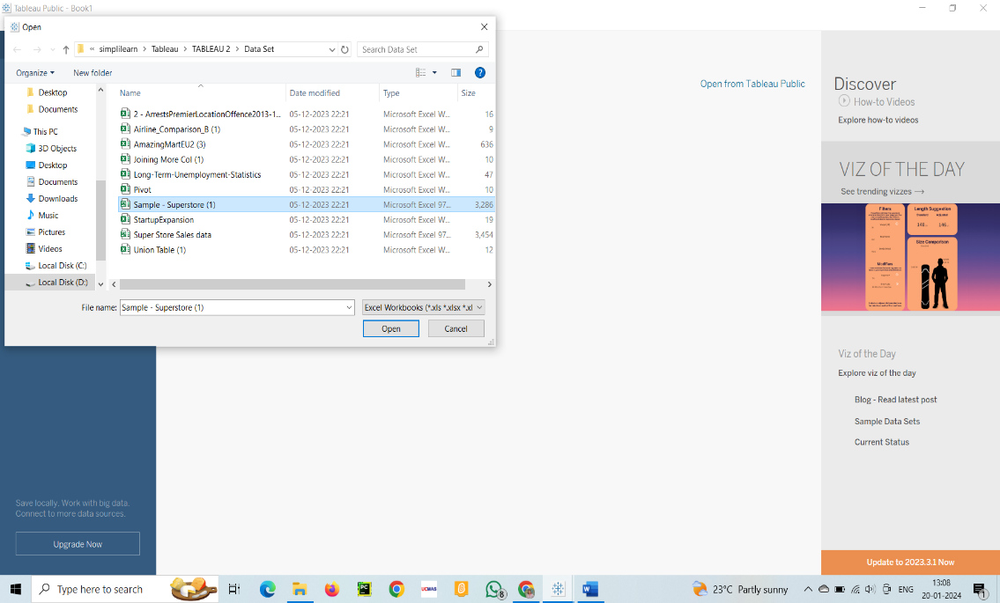 Tableau Public - Book1
Open
« simplilearn > Tableau > TABLEAU 2 > Data Set
Search Data Set
Organize
New folder
Desktop
Documents
This PC
3D Objects
Desktop
Documents
Downloads
Music
Pictures
Videos
Local Disk (C:)
Local Disk (D:)
Name Date modified Type Size
2 - ArrestsPremierLocationOffence2013-1... 05-12-2023 22:21 Microsoft Excel W... 16
Airline_Comparison_B (1) 05-12-2023 22:21 Microsoft Excel W... 9
AmazingMartEU2 (3) 05-12-2023 22:21 Microsoft Excel W... 636
Joining More Col (1) 05-12-2023 22:21 Microsoft Excel W... 10
Long-Term-Unemployment-Statistics 05-12-2023 22:21 Microsoft Excel W... 47
Pivot 05-12-2023 22:21 Microsoft Excel W... 10
Sample - Superstore (1) 05-12-2023 22:21 Microsoft Excel 97... 3,286
StartupExpansion 05-12-2023 22:21 Microsoft Excel W... 19
Super Store Sales data 05-12-2023 22:21 Microsoft Excel 97... 3,454
Union Table (1) 05-12-2023 22:21 Microsoft Excel W... 12
File name: Sample - Superstore (1)
Excel Workbooks (*.xls *.xlsx *.xl
Open
Cancel
Save locally. Work with big data.
Connect to more data sources.
Upgrade Now
Open from Tableau Public
Discover
How-to Videos
Explore how-to videos
VIZ OF THE DAY
See trending vizzes →
Filters
Length Suggestion
Size Comparison
Modifiers
Viz of the Day
Explore viz of the day
Blog - Read latest post
Sample Data Sets
Current Status
Update to 2023.3.1 Now
Type here to search
PC
UCMAS
8
W
23°C Partly sunny
ENG
13:08
20-01-2024
1